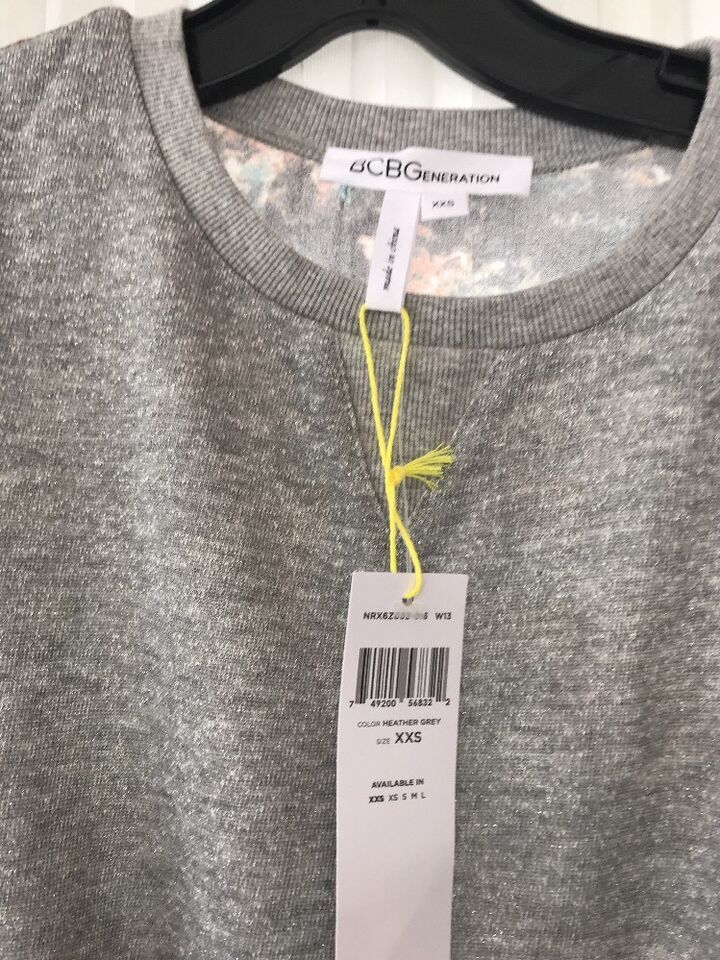 BCBGENERATION
XXS
made in china
W13
7 49200 56832 2
COLOR HEATHER GREY
SIZE XXS
AVAILABLE IN
XXS XS S M L